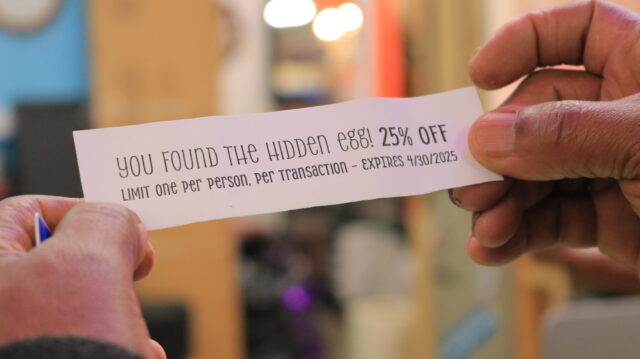 YOU FOUND THE HIDDEN EGG! 25% OFF
LIMIT ONE PER PERSON, PER TRANSACTION - EXPIRES 4/30/2025